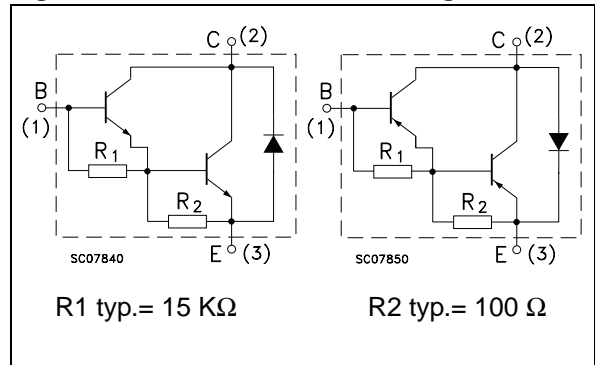 C (2)
B
(1)
R1
R2
E (3)
SC07840
C (2)
B
(1)
R1
R2
E (3)
SC07850
R1 typ.= 15 KΩ
R2 typ.= 100 Ω